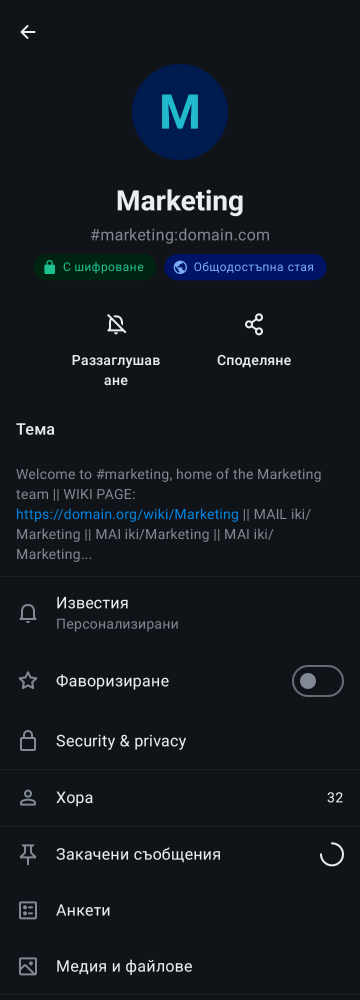 M
Marketing
#marketing:domain.com
С шифроване
Общодостъпна стая
Раззаглушав
ане
Споделяне
Тема
Welcome to #marketing, home of the Marketing
team || WIKI PAGE:
https://domain.org/wiki/Marketing || MAIL iki/
Marketing || MAI iki/Marketing || MAI iki/
Marketing...
Известия
Персонализирани
Фаворизиране
Security & privacy
Хора
32
Закачени съобщения
Анкети
Медия и файлове